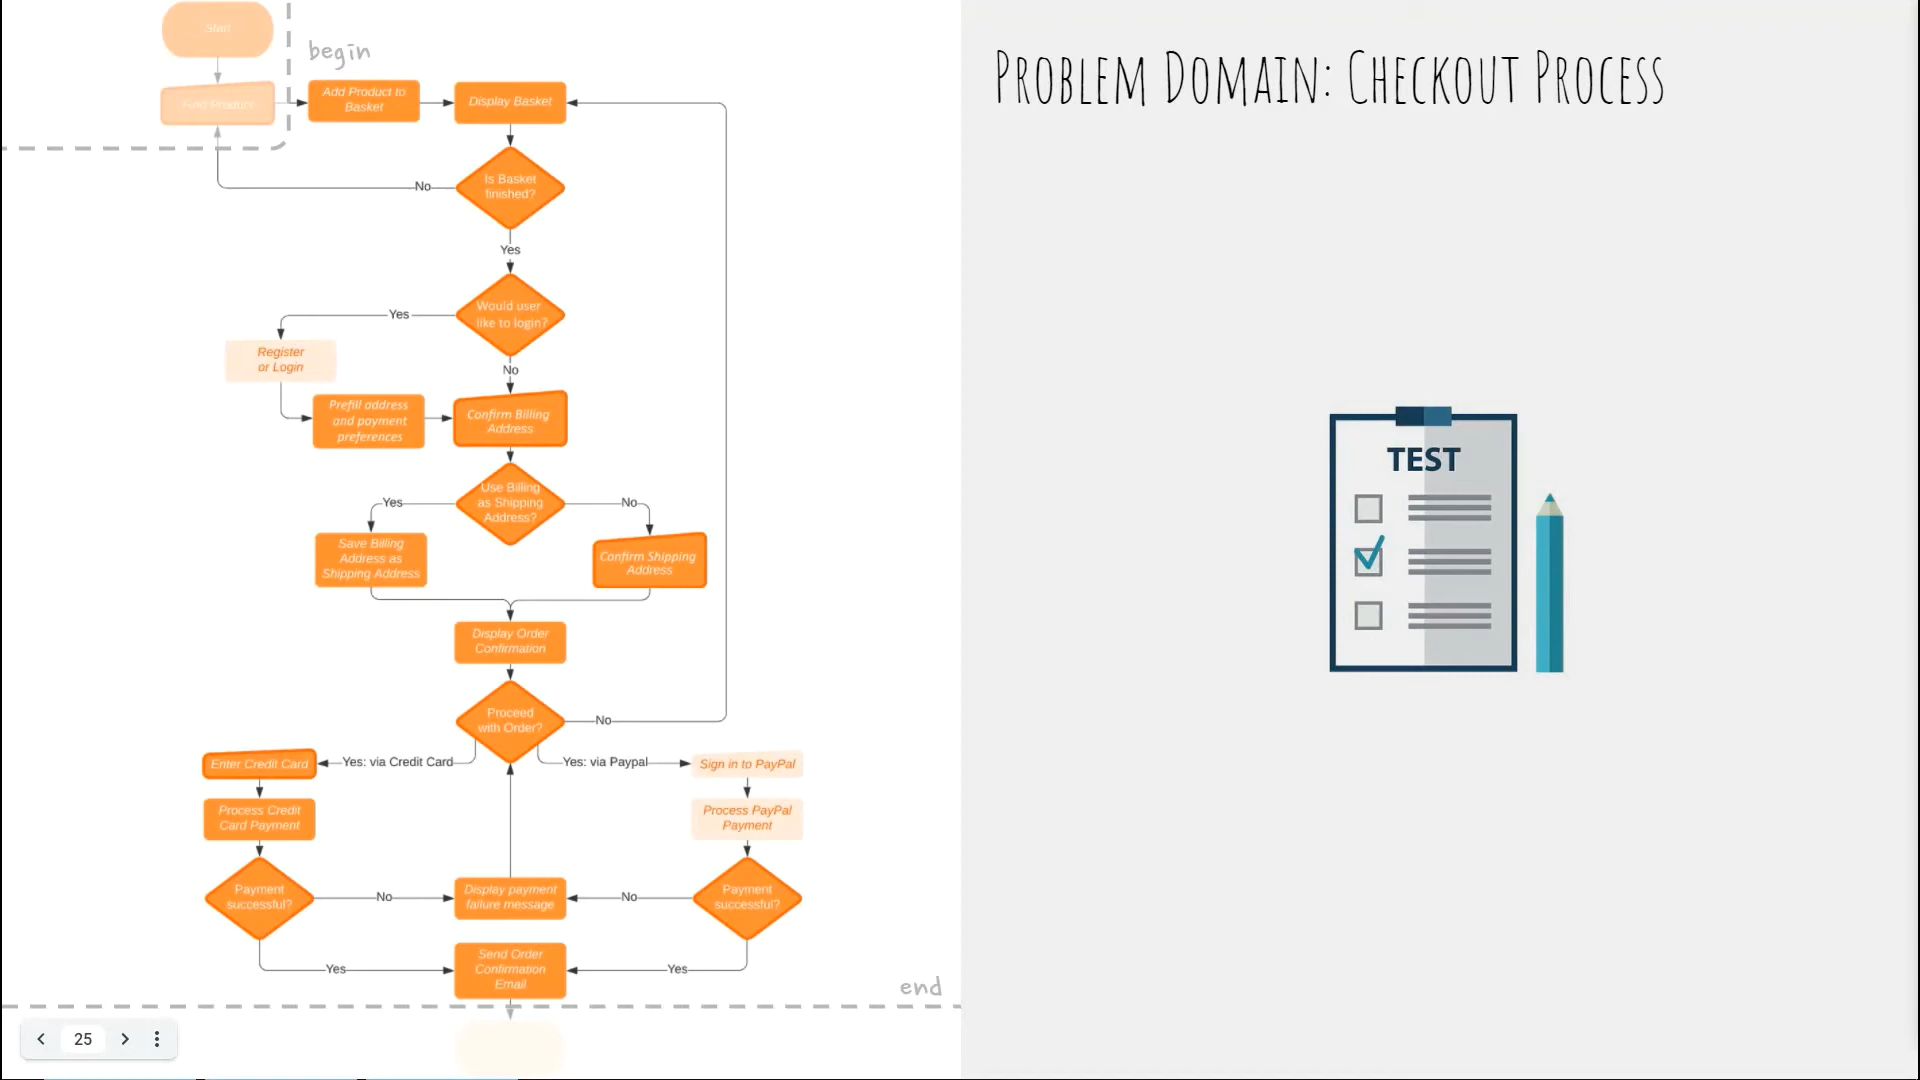 Start
begin
Find Product
Add Product to
Basket
Display Basket
Is Basket
finished?
No
Yes
Would user
like to login?
Yes
Register
or Login
No
Prefill address
and payment
preferences
Confirm Billing
Address
Use Billing
as Shipping
Address?
Yes
No
Save Billing
Address as
Shipping Address
Confirm Shipping
Address
Display Order
Confirmation
Proceed
with Order?
No
Enter Credit Card
Yes: via Credit Card
Yes: via Paypal
Sign in to PayPal
Process Credit
Card Payment
Process PayPal
Payment
Payment
successful?
No
Display payment
failure message
No
Payment
successful?
Yes
Send Order
Confirmation
Email
Yes
end
25
Problem Domain: Checkout Process
TEST